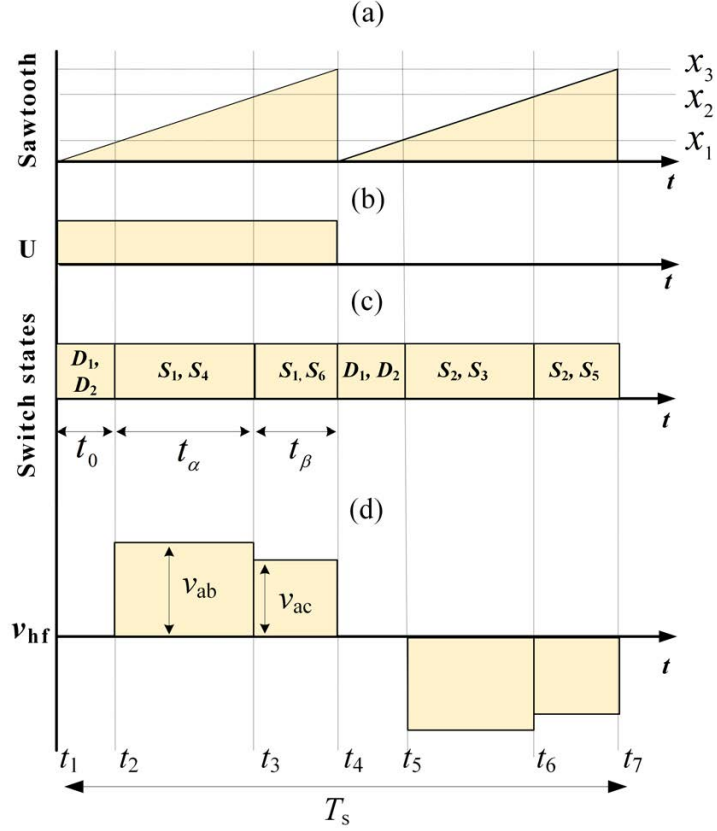 (a)
Sawtooth
x3
x2
x1
t
(b)
U
t
(c)
Switch states
D1, D2
S1, S4
S1, S6
D1, D2
S2, S3
S2, S5
t
t0
tα
tβ
(d)
vab
vac
vhf
t
t1 t2 t3 t4 t5 t6 t7
Ts